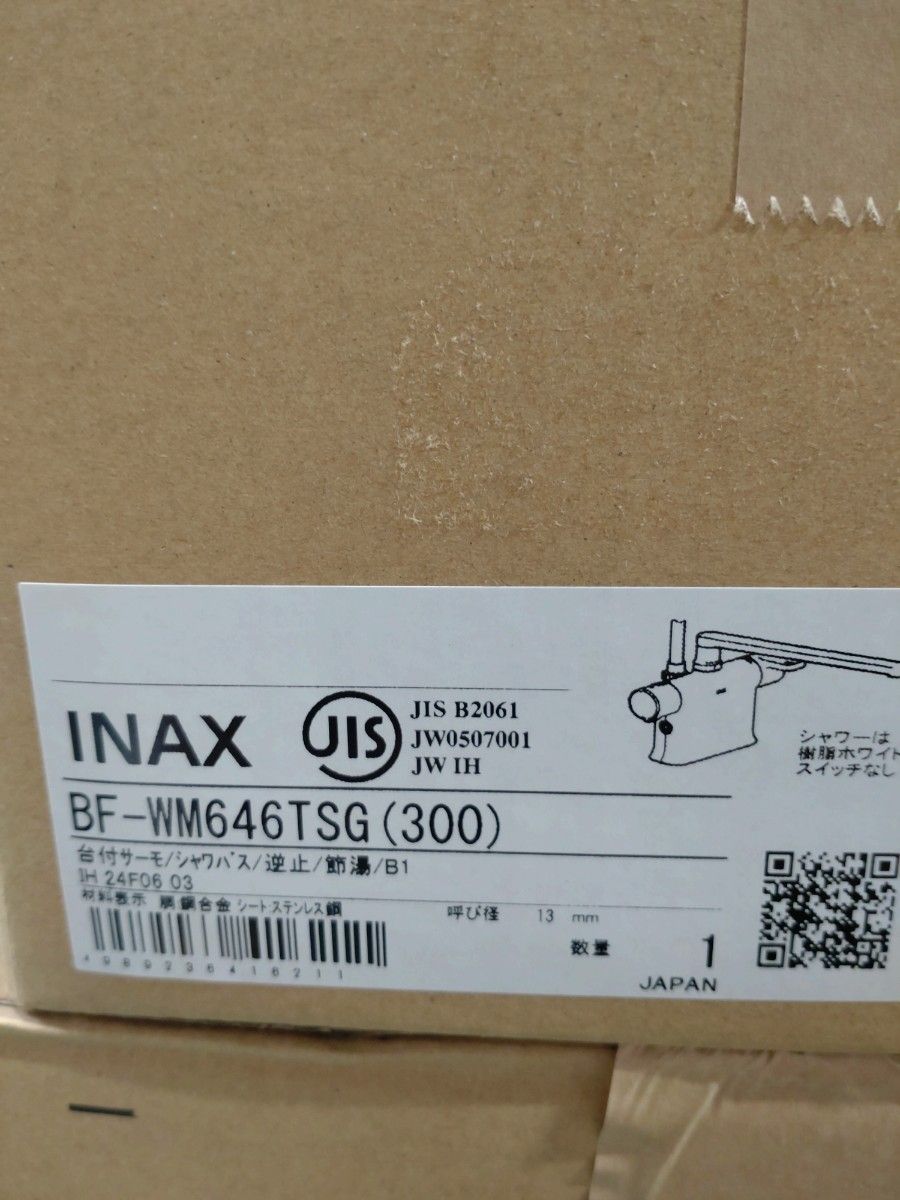 INAX
JIS
JIS B2061
JW0507001
JW IH
シャワーは
樹脂ホワイト
スイッチなし
BF-WM646TSG(300)
台付サーモ/シャワバス/逆止/節湯/B1
IH 24F06 03
材料表示 胴:銅合金 シート:ステンレス鋼
呼び径 13 mm
数量 1
JAPAN
4989236416211